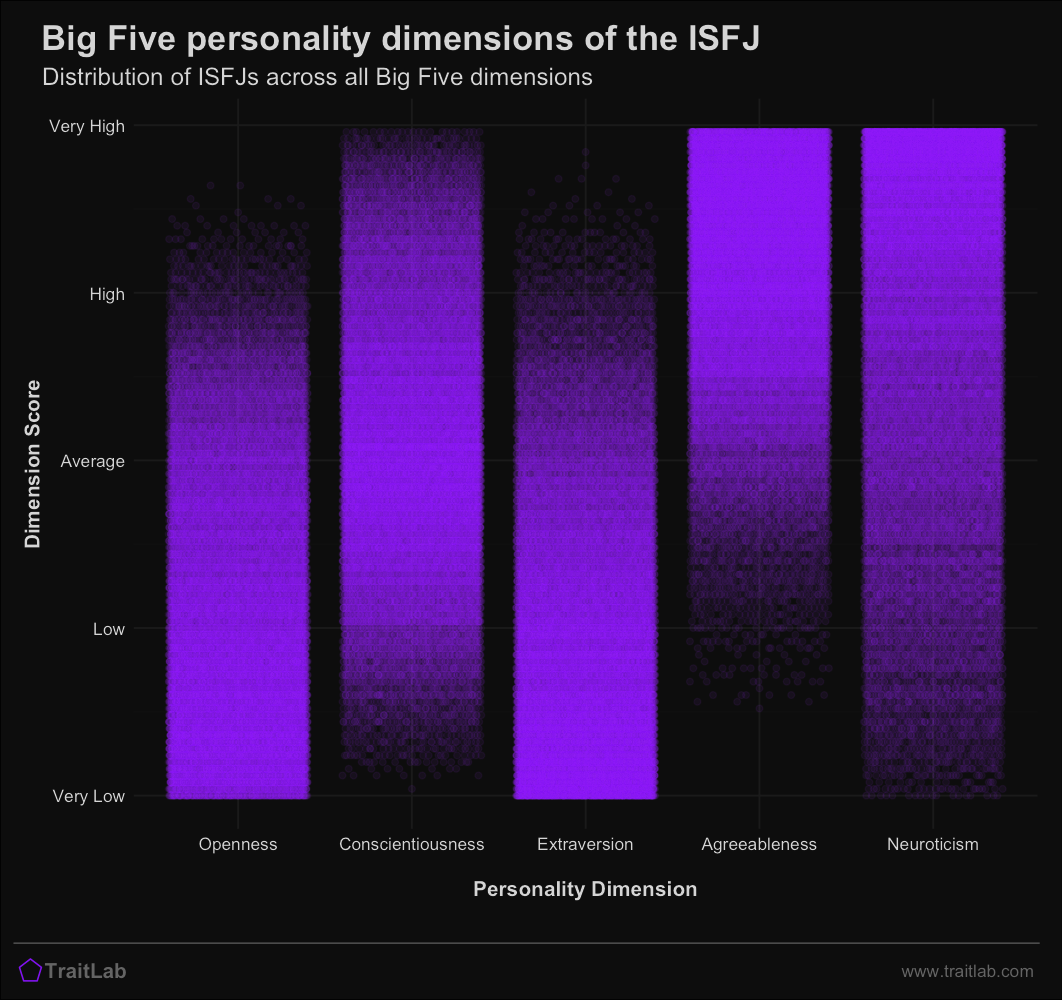 Big Five personality dimensions of the ISFJ
Distribution of ISFJs across all Big Five dimensions
Very High
High
Average
Low
Very Low
Dimension Score
Openness
Conscientiousness
Extraversion
Agreeableness
Neuroticism
Personality Dimension
TraitLab
www.traitlab.com